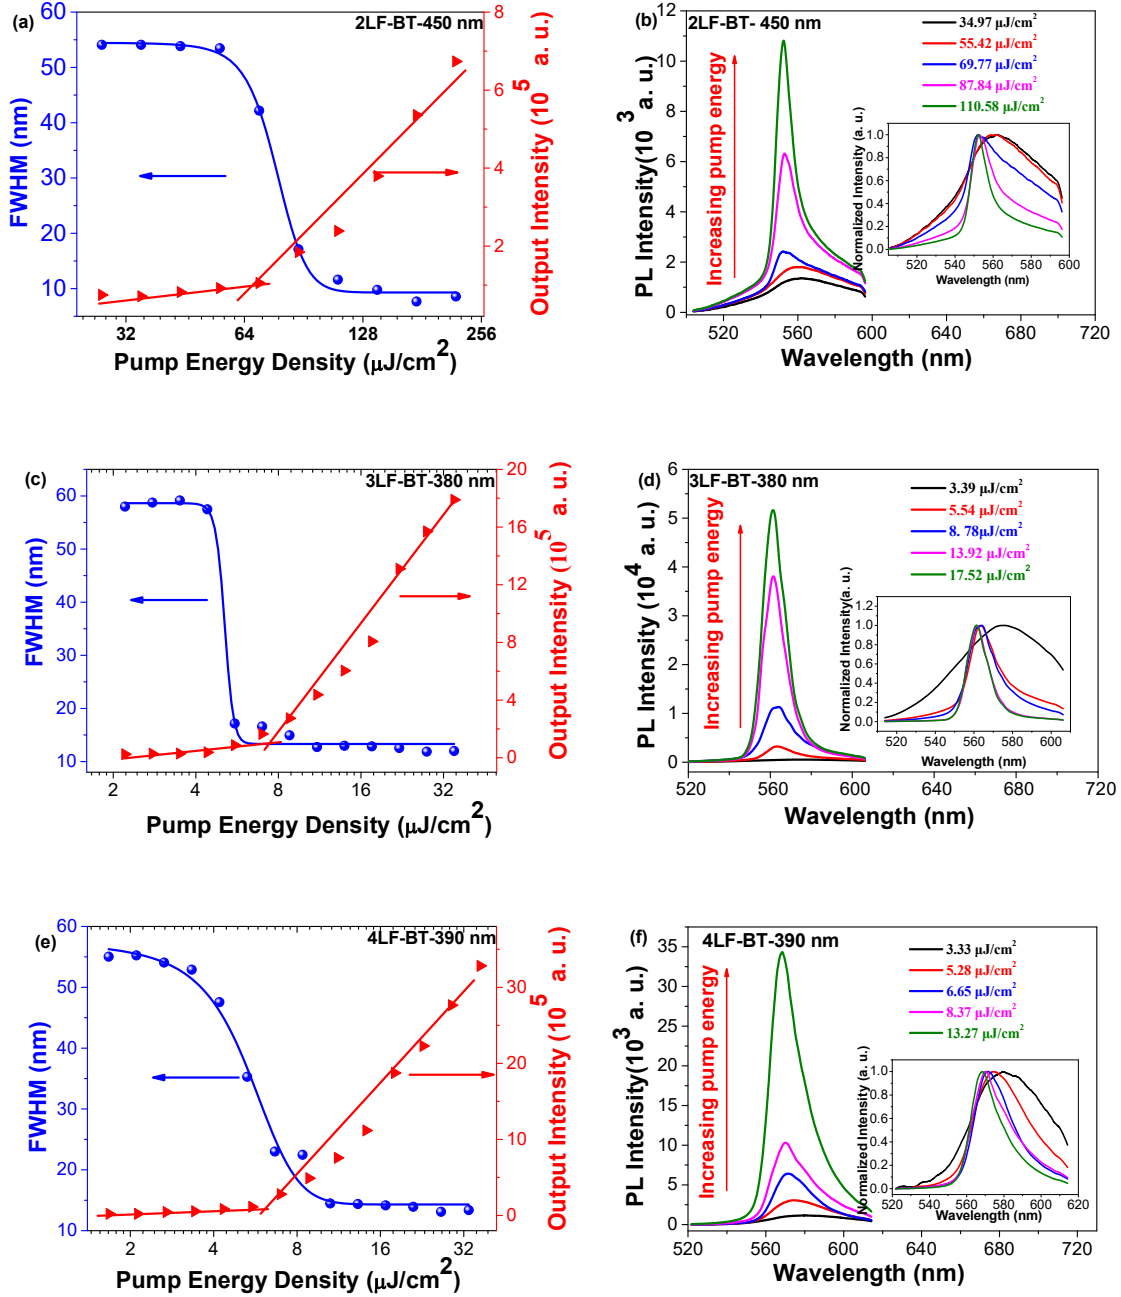 (a)
2LF-BT-450 nm
60
50
40
30
20
10
FWHM (nm)
8
6
4
2
Output Intensity (10^5 a. u.)
32 64 128 256
Pump Energy Density (μJ/cm^2)
(b)
2LF-BT- 450 nm
12
10
8
6
4
2
0
PL Intensity(10^3 a. u.)
Increasing pump energy
34.97 μJ/cm^2
55.42 μJ/cm^2
69.77 μJ/cm^2
87.84 μJ/cm^2
110.58 μJ/cm^2
1.0
0.8
0.6
0.4
0.2
0.0
Normalized Intensity (a. u.)
520 540 560 580 600
Wavelength (nm)
520 560 600 640 680 720
Wavelength (nm)
(c)
3LF-BT-380 nm
60
50
40
30
20
10
FWHM (nm)
20
16
12
8
4
0
Output Intensity (10^5 a. u.)
2 4 8 16 32
Pump Energy Density (μJ/cm^2)
(d)
3LF-BT-380 nm
6
5
4
3
2
1
0
PL Intensity (10^4 a. u.)
Increasing pump energy
3.39 μJ/cm^2
5.54 μJ/cm^2
8. 78μJ/cm^2
13.92 μJ/cm^2
17.52 μJ/cm^2
1.2
1.0
0.8
0.6
0.4
0.2
0.0
Normalized Intensity(a. u.)
520 540 560 580 600
Wavelength (nm)
520 560 600 640 680 720
Wavelength (nm)
(e)
4LF-BT-390 nm
60
50
40
30
20
10
FWHM (nm)
30
20
10
0
Output Intensity (10^5 a. u.)
2 4 8 16 32
Pump Energy Density (μJ/cm^2)
(f)
4LF-BT-390 nm
35
30
25
20
15
10
5
0
PL Intensity(10^3 a. u.)
Increasing pump energy
3.33 μJ/cm^2
5.28 μJ/cm^2
6.65 μJ/cm^2
8.37 μJ/cm^2
13.27 μJ/cm^2
1.0
0.8
0.6
0.4
0.2
0.0
Normalized Intensity (a. u.)
520 540 560 580 600 620
Wavelength (nm)
520 560 600 640 680 720
Wavelength (nm)